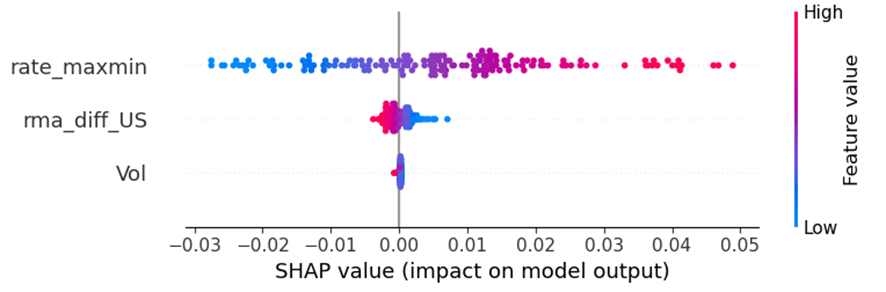 High
rate_maxmin
rma_diff_US
Vol
Feature value
Low
−0.03 −0.02 −0.01 0.00 0.01 0.02 0.03 0.04 0.05
SHAP value (impact on model output)